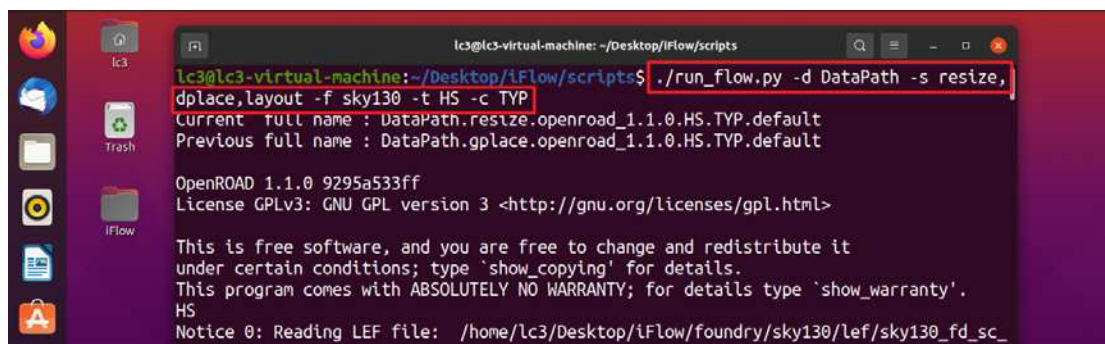 lc3
Trash
iFlow
lc3@lc3-virtual-machine: ~/Desktop/iFlow/scripts
lc3@lc3-virtual-machine:~/Desktop/iFlow/scripts$ ./run_flow.py -d DataPath -s resize,
dplace,layout -f sky130 -t HS -c TYP
Current  full name : DataPath.resize.openroad_1.1.0.HS.TYP.default
Previous full name : DataPath.gplace.openroad_1.1.0.HS.TYP.default
OpenROAD 1.1.0 9295a533ff
License GPLv3: GNU GPL version 3 <http://gnu.org/licenses/gpl.html>
This is free software, and you are free to change and redistribute it
under certain conditions; type `show_copying' for details.
This program comes with ABSOLUTELY NO WARRANTY; for details type `show_warranty'.
HS
Notice 0: Reading LEF file:  /home/lc3/Desktop/iFlow/foundry/sky130/lef/sky130_fd_sc_